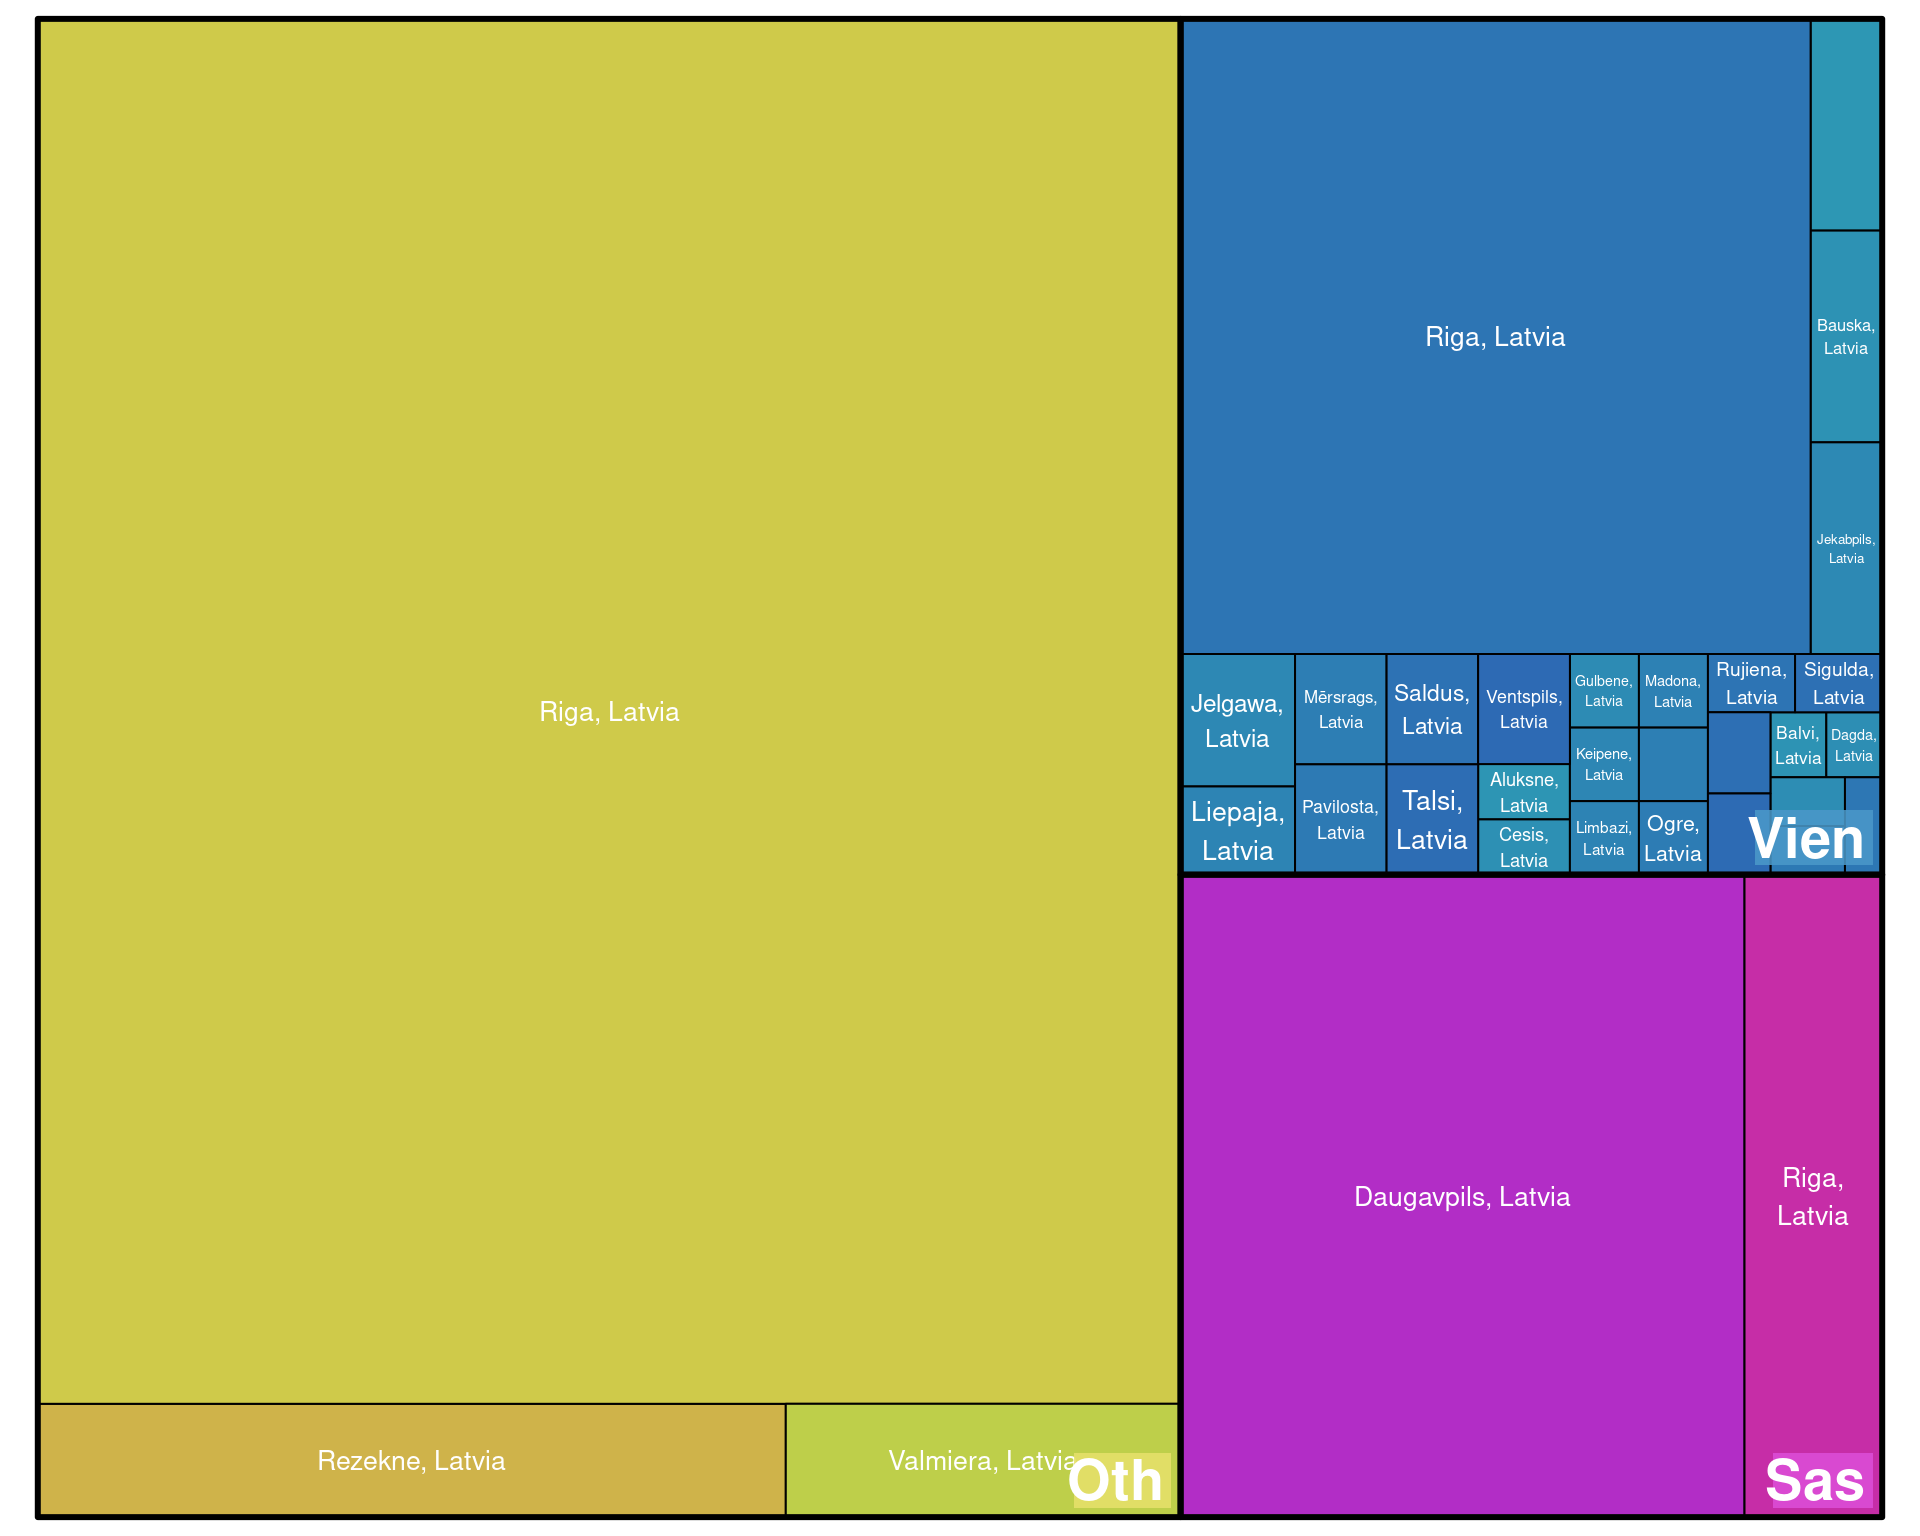 Riga, Latvia
Rezekne, Latvia
Valmiera, Latvia
Oth
Riga, Latvia
Bauska,
Latvia
Jekabpils,
Latvia
Jelgawa,
Latvia
Liepaja,
Latvia
Mērsrags,
Latvia
Pavilosta,
Latvia
Saldus,
Latvia
Talsi,
Latvia
Ventspils,
Latvia
Aluksne,
Latvia
Cesis,
Latvia
Gulbene,
Latvia
Keipene,
Latvia
Limbazi,
Latvia
Madona,
Latvia
Ogre,
Latvia
Rujiena,
Latvia
Sigulda,
Latvia
Balvi,
Latvia
Dagda,
Latvia
Vien
Daugavpils, Latvia
Riga,
Latvia
Sas